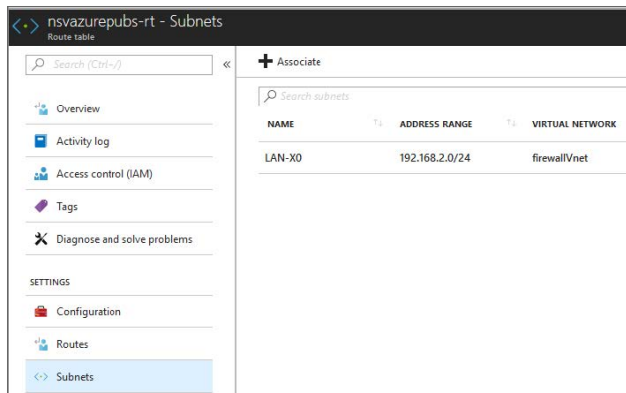 nsvazurepubs-rt - Subnets
Route table
Search (Ctrl+/)
«
Overview
Activity log
Access control (IAM)
Tags
Diagnose and solve problems
SETTINGS
Configuration
Routes
Subnets
Associate
Search subnets
NAME ADDRESS RANGE VIRTUAL NETWORK
LAN-X0 192.168.2.0/24 firewallVnet